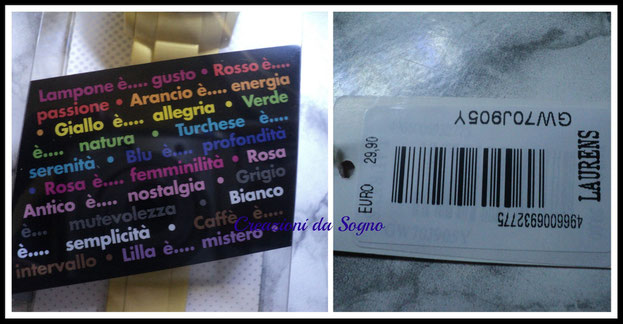 Lampone è.... gusto • Rosso è....
passione • Arancio è.... energia
• Giallo è.... allegria • Verde
è.... natura • Turchese è....
serenità • Blu è.... profondità
• Rosa è.... femminilità • Rosa
Antico è.... nostalgia • Grigio
è.... mutevolezza • Bianco
è.... semplicità • Caffè è....
intervallo • Lilla è.... mistero
Creazioni da Sogno
GW70J905Y
EURO 29,90
4966006932775
LAURENS